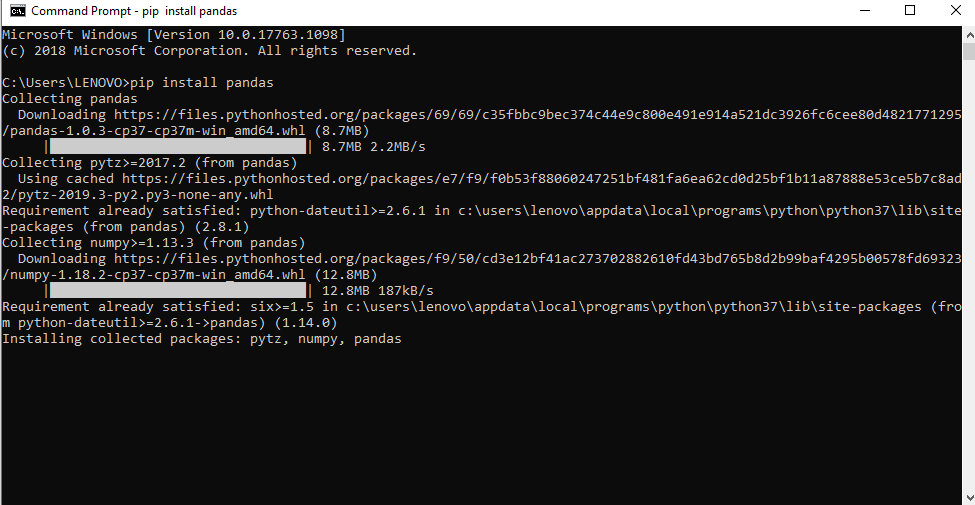 Command Prompt - pip  install pandas
Microsoft Windows [Version 10.0.17763.1098]
(c) 2018 Microsoft Corporation. All rights reserved.
C:\Users\LENOVO>pip install pandas
Collecting pandas
  Downloading https://files.pythonhosted.org/packages/69/69/c35fbbc9bec374c44e9c800e491e914a521dc3926fc6cee80d4821771295
/pandas-1.0.3-cp37-cp37m-win_amd64.whl (8.7MB)
     |████████████████████████████████| 8.7MB 2.2MB/s
Collecting pytz>=2017.2 (from pandas)
  Using cached https://files.pythonhosted.org/packages/e7/f9/f0b53f88060247251bf481fa6ea62cd0d25bf1b11a87888e53ce5b7c8ad
2/pytz-2019.3-py2.py3-none-any.whl
Requirement already satisfied: python-dateutil>=2.6.1 in c:\users\lenovo\appdata\local\programs\python\python37\lib\site
-packages (from pandas) (2.8.1)
Collecting numpy>=1.13.3 (from pandas)
  Downloading https://files.pythonhosted.org/packages/f9/50/cd3e12bf41ac273702882610fd43bd765b8d2b99baf4295b00578fd69323
/numpy-1.18.2-cp37-cp37m-win_amd64.whl (12.8MB)
     |████████████████████████████████| 12.8MB 187kB/s
Requirement already satisfied: six>=1.5 in c:\users\lenovo\appdata\local\programs\python\python37\lib\site-packages (fro
m python-dateutil>=2.6.1->pandas) (1.14.0)
Installing collected packages: pytz, numpy, pandas